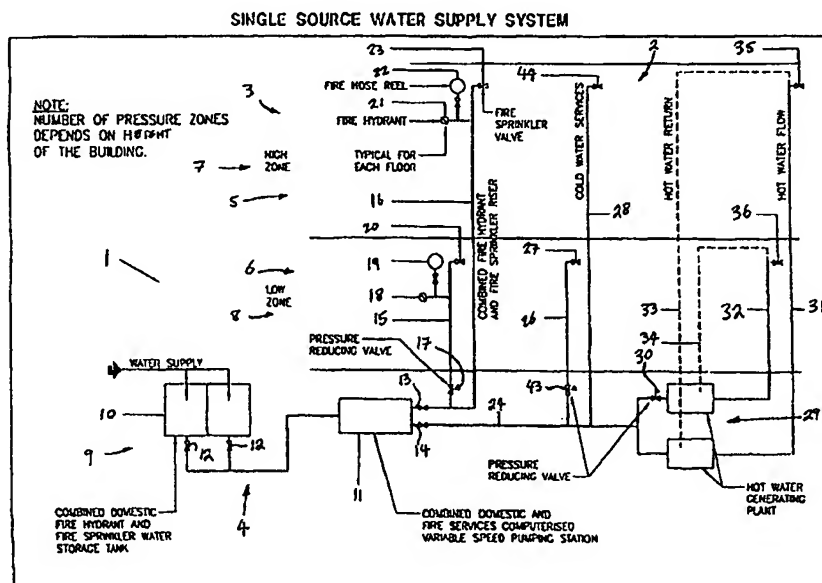 SINGLE SOURCE WATER SUPPLY SYSTEM
23
22
44
2
35
3
FIRE HOSE REEL
21
NOTE:
NUMBER OF PRESSURE ZONES
DEPENDS ON HEIGHT
OF THE BUILDING.
FIRE HYDRANT
FIRE
SPRINKLER
VALVE
7
HIGH
ZONE
TYPICAL FOR
EACH FLOOR
5
16
COMBINED FIRE HYDRANT
AND FIRE SPRINKLER RISER
COLD WATER SERVICES
28
HOT WATER RETURN
HOT WATER FLOW
20
36
1
6
19
27
LOW
ZONE
18
8
15
26
33
32
31
34
PRESSURE
REDUCING VALVE
17
WATER SUPPLY
30
13
43
10
24
29
9
12
12
14
PRESSURE
REDUCING VALVE
4
11
HOT WATER
GENERATING
PLANT
COMBINED DOMESTIC
FIRE HYDRANT AND
FIRE SPRINKLER WATER
STORAGE TANK
COMBINED DOMESTIC AND
FIRE SERVICES COMPUTERISED
VARIABLE SPEED PUMPING STATION